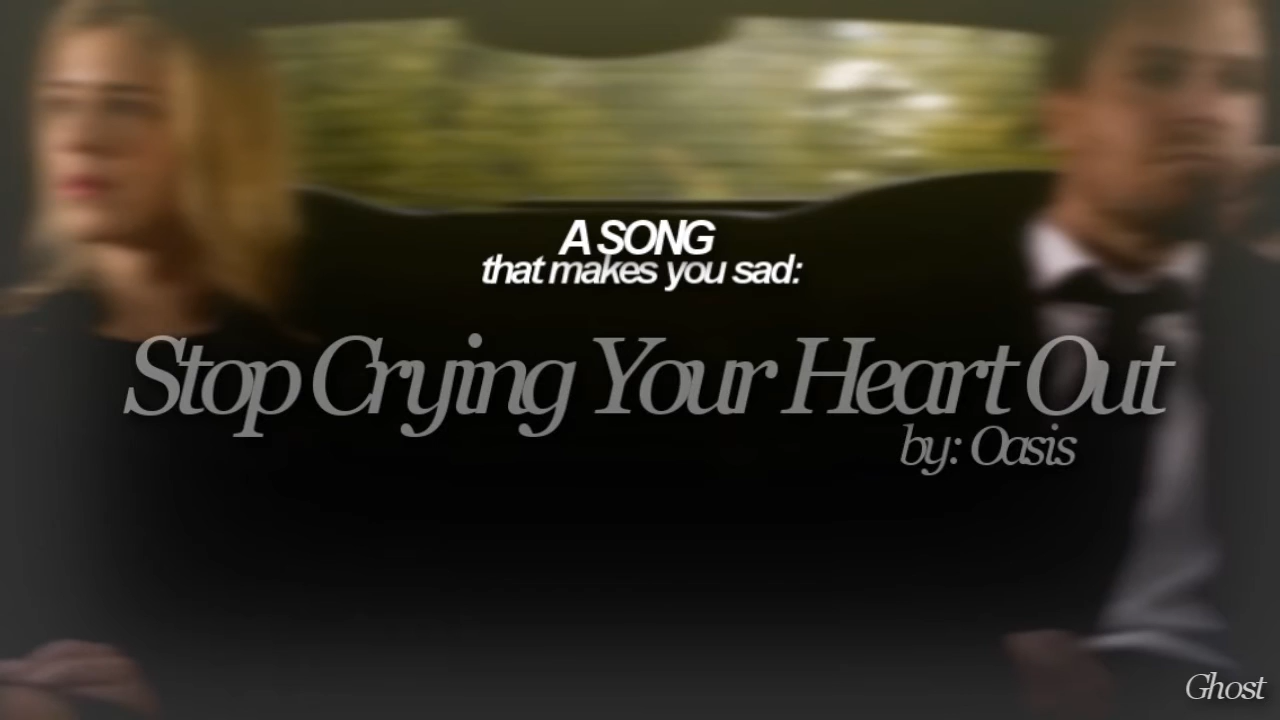 A SONG
that makes you sad:
Stop Crying Your Heart Out
by: Oasis
Ghost